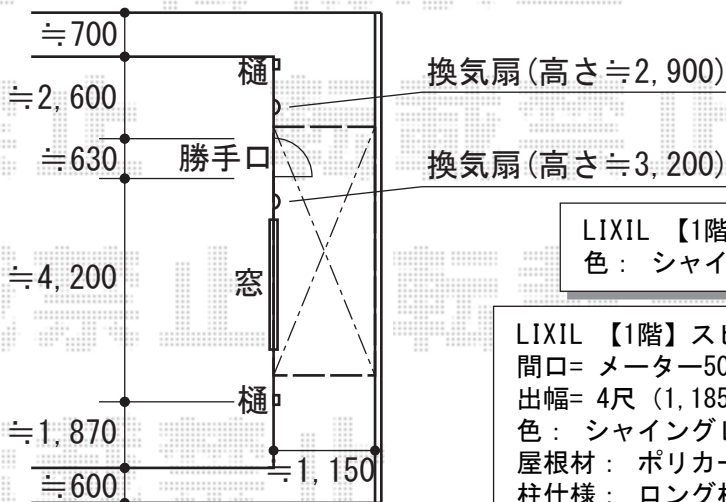 ≒700
樋
換気扇(高さ≒2,900)
≒2,600
≒630
勝手口
換気扇(高さ≒3,200)
LIXIL 【1階
色： シャイ
≒4,200
窓
LIXIL 【1階】スピ
間口= メーター50
出幅= 4尺 (1,185
色： シャイングレ
樋
≒1,870
屋根材： ポリカー
≒1,150
柱仕様： ロング柱
≒600